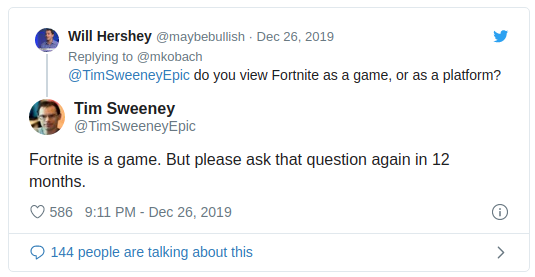 Will Hershey @maybebullish · Dec 26, 2019
Replying to @mkobach
@TimSweeneyEpic do you view Fortnite as a game, or as a platform?
Tim Sweeney
@TimSweeneyEpic
Fortnite is a game. But please ask that question again in 12
months.
586 9:11 PM - Dec 26, 2019
144 people are talking about this